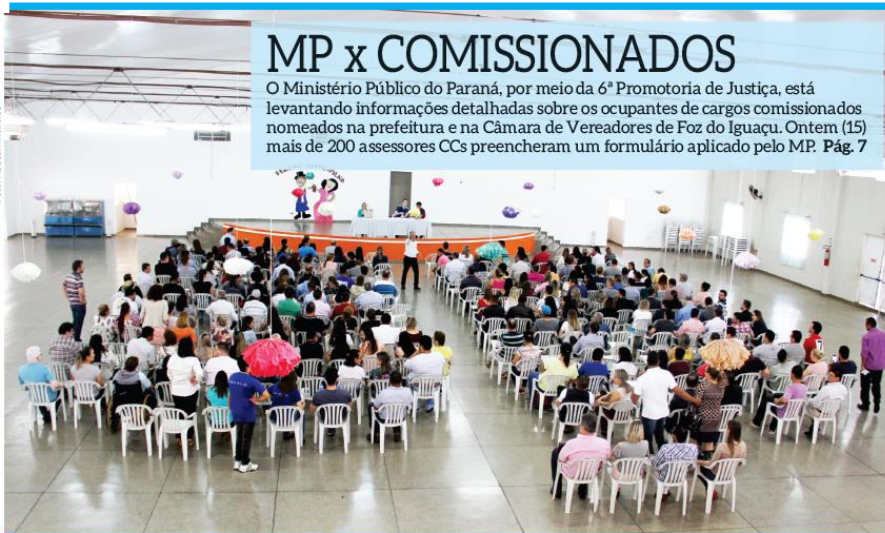 MP x COMISSIONADOS
O Ministério Público do Paraná, por meio da 6ª Promotoria de Justiça, está
levantando informações detalhadas sobre os ocupantes de cargos comissionados
nomeados na prefeitura e na Câmara de Vereadores de Foz do Iguaçu. Ontem (15)
mais de 200 assessores CCs preencheram um formulário aplicado pelo MP. Pág. 7